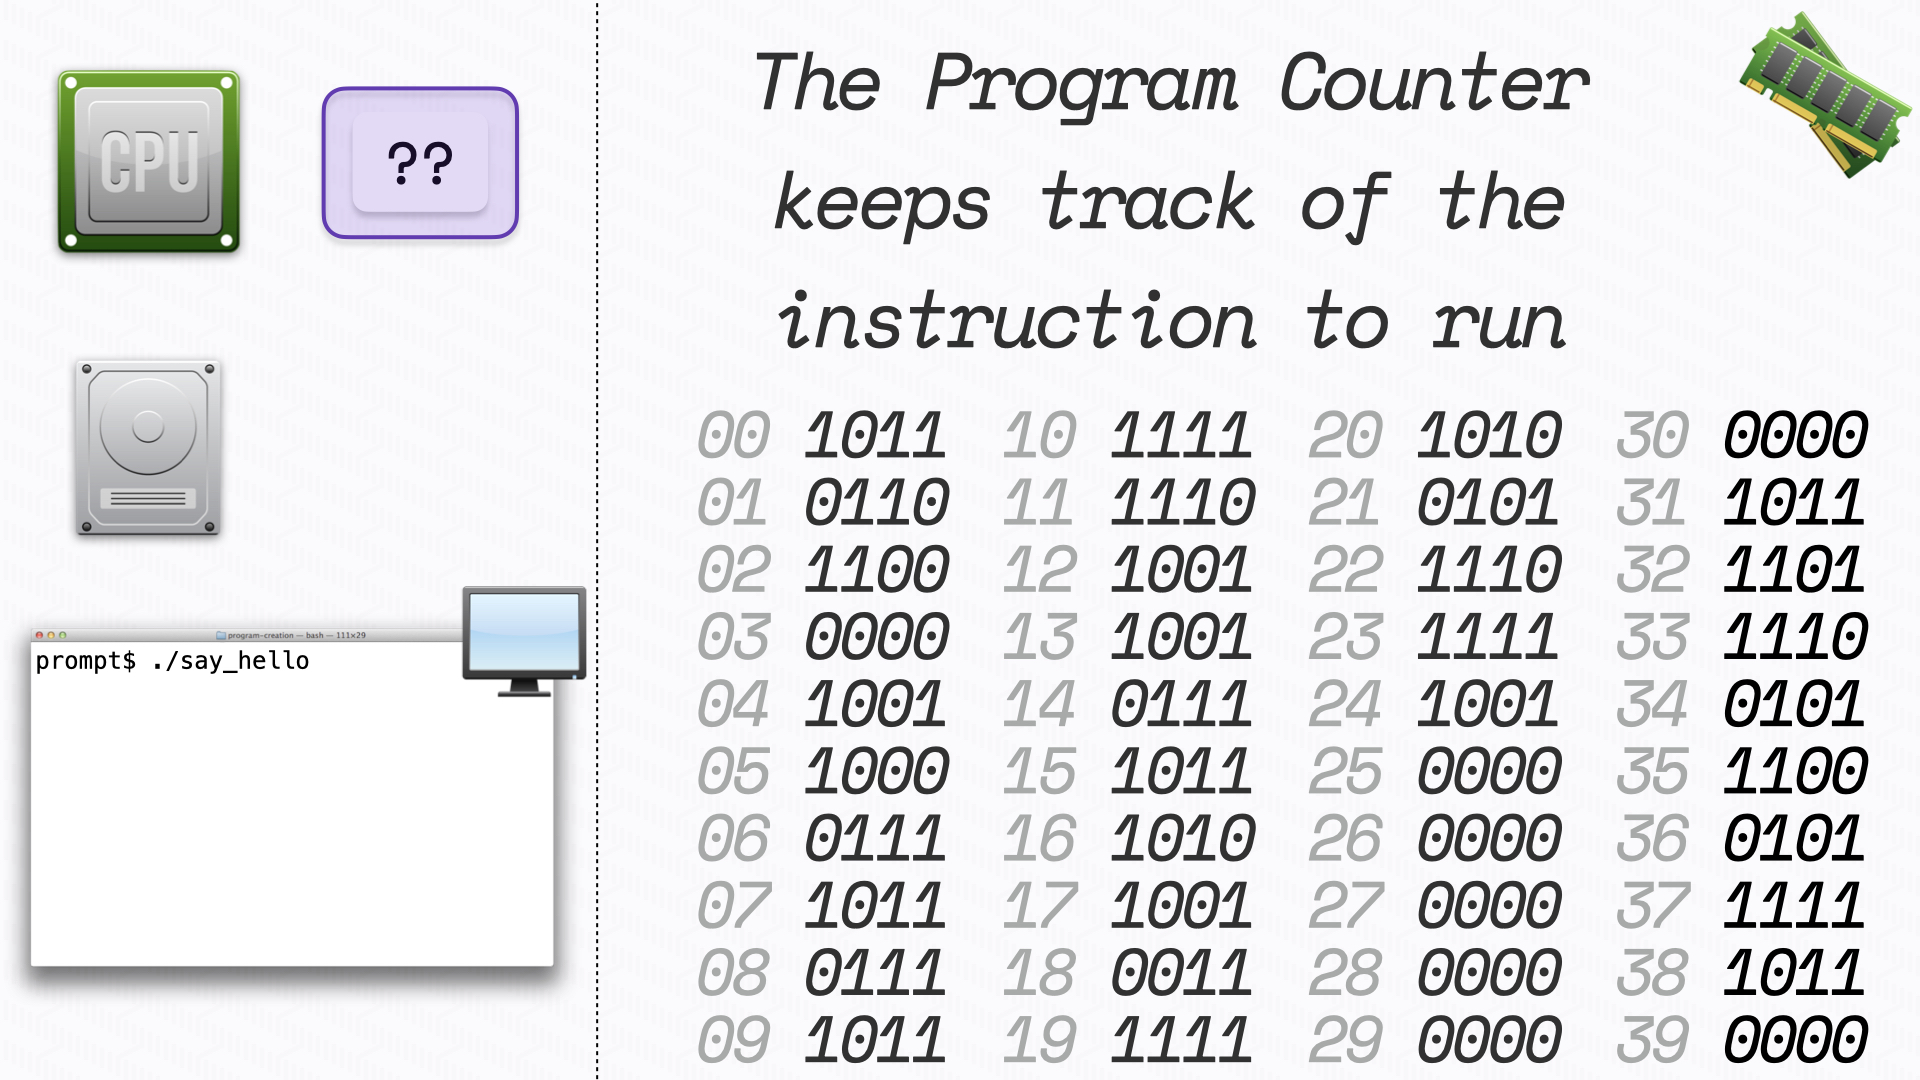 CPU
??
The Program Counter
keeps track of the
instruction to run
program-creation — bash — 111×29
prompt$ ./say_hello
00 1011 10 1111 20 1010 30 0000
01 0110 11 1110 21 0101 31 1011
02 1100 12 1001 22 1110 32 1101
03 0000 13 1001 23 1111 33 1110
04 1001 14 0111 24 1001 34 0101
05 1000 15 1011 25 0000 35 1100
06 0111 16 1010 26 0000 36 0101
07 1011 17 1001 27 0000 37 1111
08 0111 18 0011 28 0000 38 1011
09 1011 19 1111 29 0000 39 0000